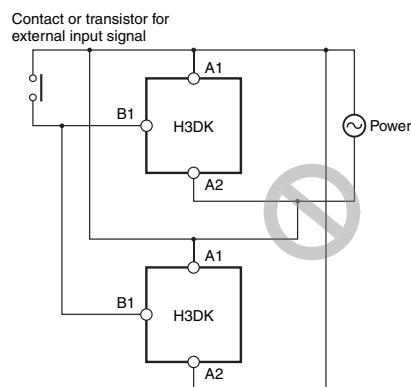 Contact or transistor for
external input signal
A1
B1
H3DK
Power
A2
A1
B1
H3DK
A2